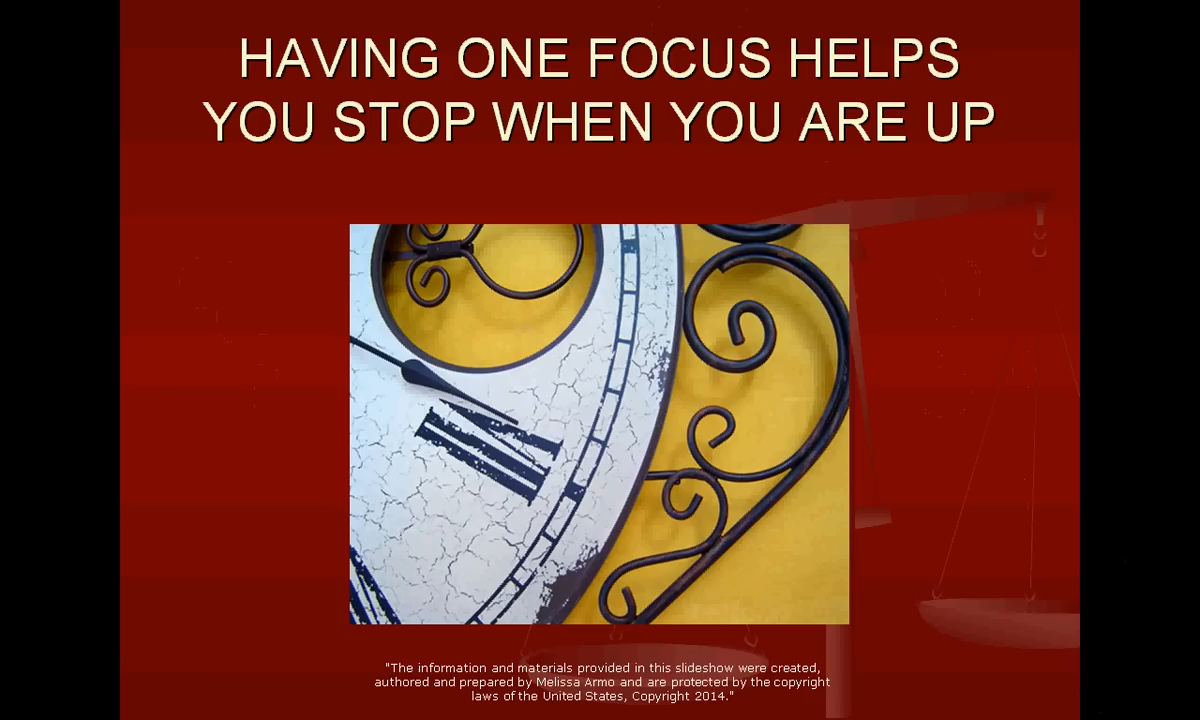 HAVING ONE FOCUS HELPS
YOU STOP WHEN YOU ARE UP
"The information and materials provided in this slideshow were created,
authored and prepared by Melissa Armo and are protected by the copyright
laws of the United States, Copyright 2014."